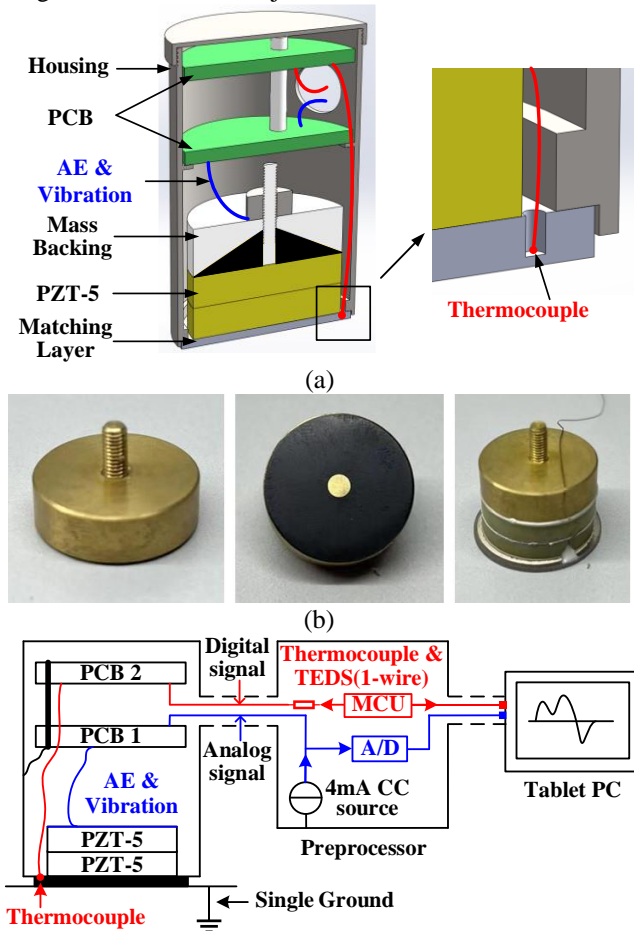 Housing
PCB
AE &
Vibration
Mass
Backing
PZT-5
Matching
Layer
Thermocouple
(a)
(b)
Digital
signal
Thermocouple &
TEDS(1-wire)
PCB 2
MCU
PCB 1
Analog
signal
A/D
AE &
Vibration
4mA CC
source
Tablet PC
PZT-5
PZT-5
Preprocessor
Single Ground
Thermocouple